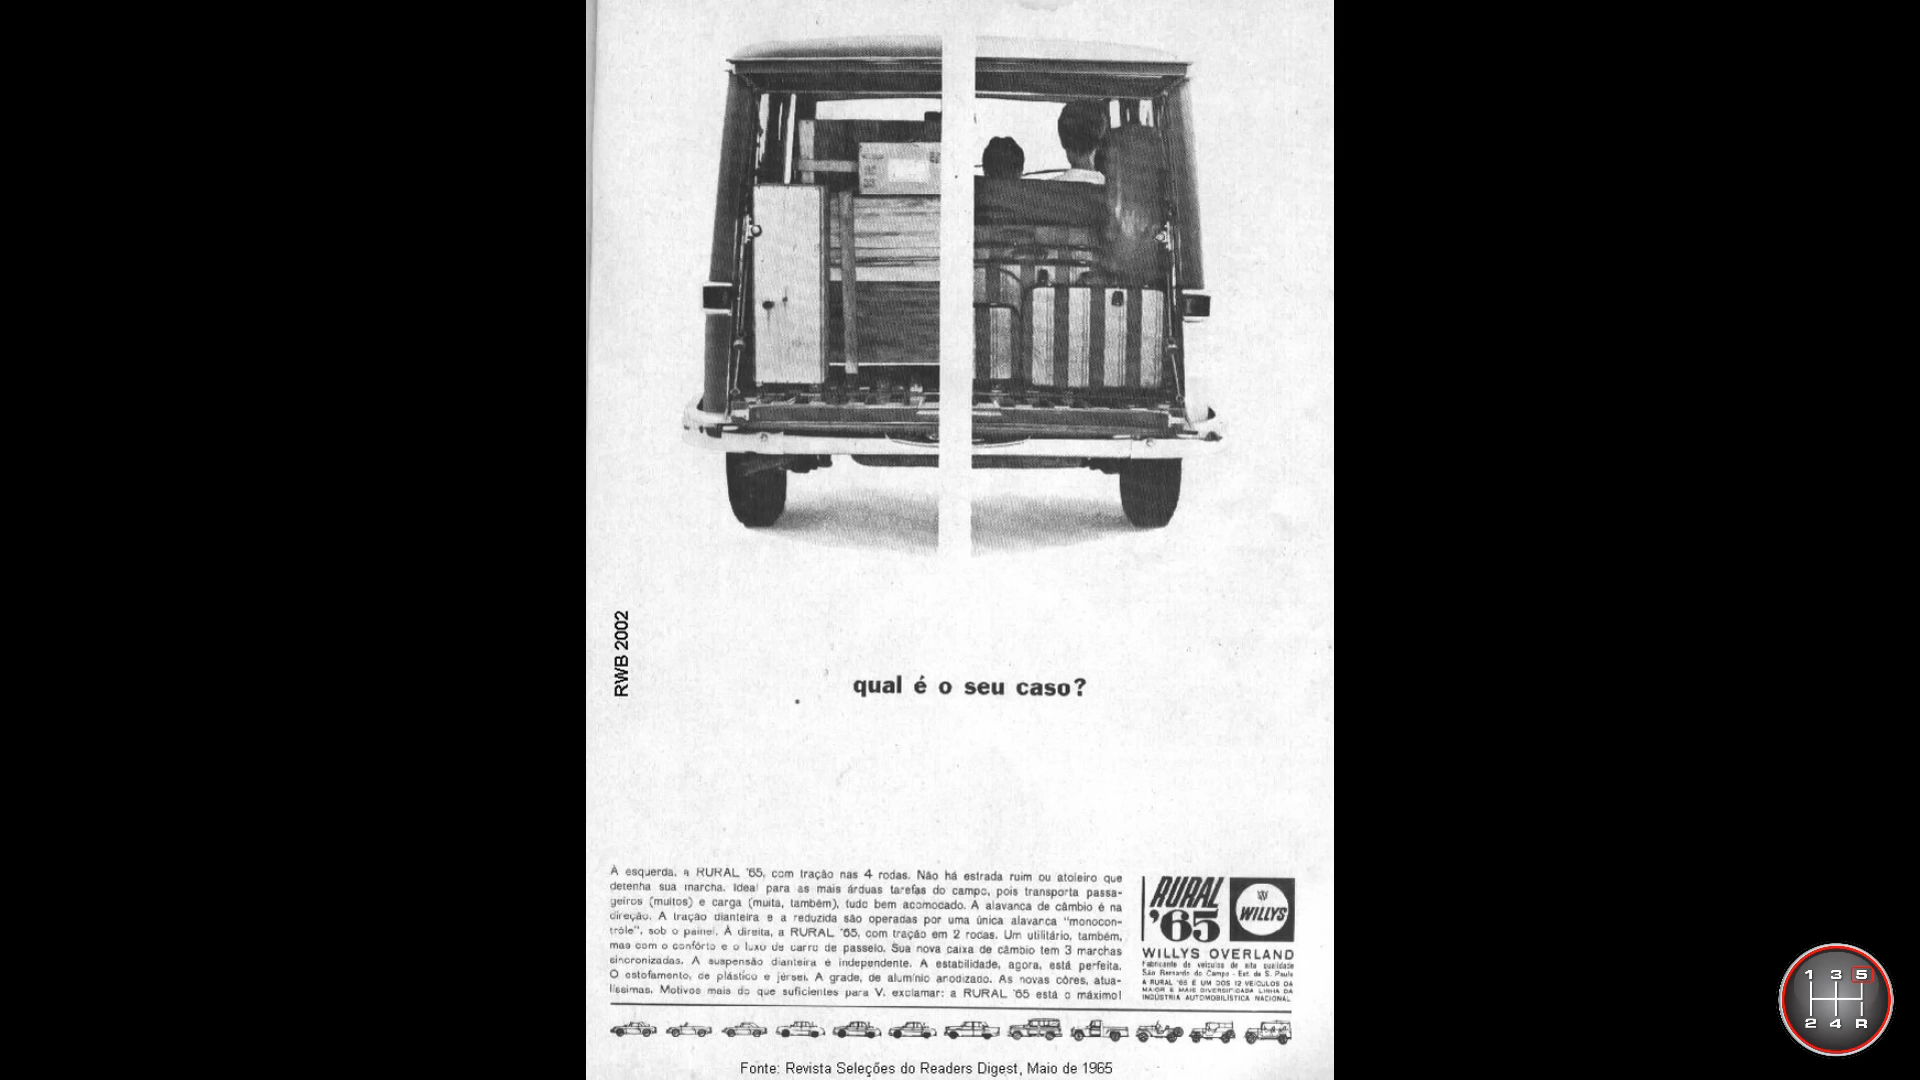 RWB 2002
qual é o seu caso?
À esquerda, a RURAL '65, com tração nas 4 rodas. Não há estrada ruim ou atoleiro que
detenha sua marcha. Ideal para as mais árduas tarefas do campo, pois transporta passa-
geiros (muitos) e carga (muita, também), tudo bem acomodado. A alavanca de câmbio é na
direção. A tração dianteira e a reduzida são operadas por uma única alavanca "monocon-
trôle", sob o painel. À direita, a RURAL '65, com tração em 2 rodas. Um utilitário, também,
mas com o confôrto e o luxo de carro de passeio. Sua nova caixa de câmbio tem 3 marchas
sincronizadas. A suspensão dianteira é independente. A estabilidade, agora, está perfeita.
O estofamento, de plástico e jérsei. A grade, de alumínio anodizado. As novas côres, atua-
líssimas. Motivos mais do que suficientes para V. exclamar: a RURAL '65 está o máximo!
RURAL
'65
W
WILLYS
WILLYS OVERLAND
Fabricante de veículos de alta qualidade
São Bernardo do Campo - Est. de S. Paulo
A RURAL '65 É UM DOS 12 VEÍCULOS DA
MAIOR E MAIS DIVERSIFICADA LINHA DA
INDÚSTRIA AUTOMOBILÍSTICA NACIONAL
Fonte: Revista Seleções do Readers Digest, Maio de 1965
1 3 5
2 4 R